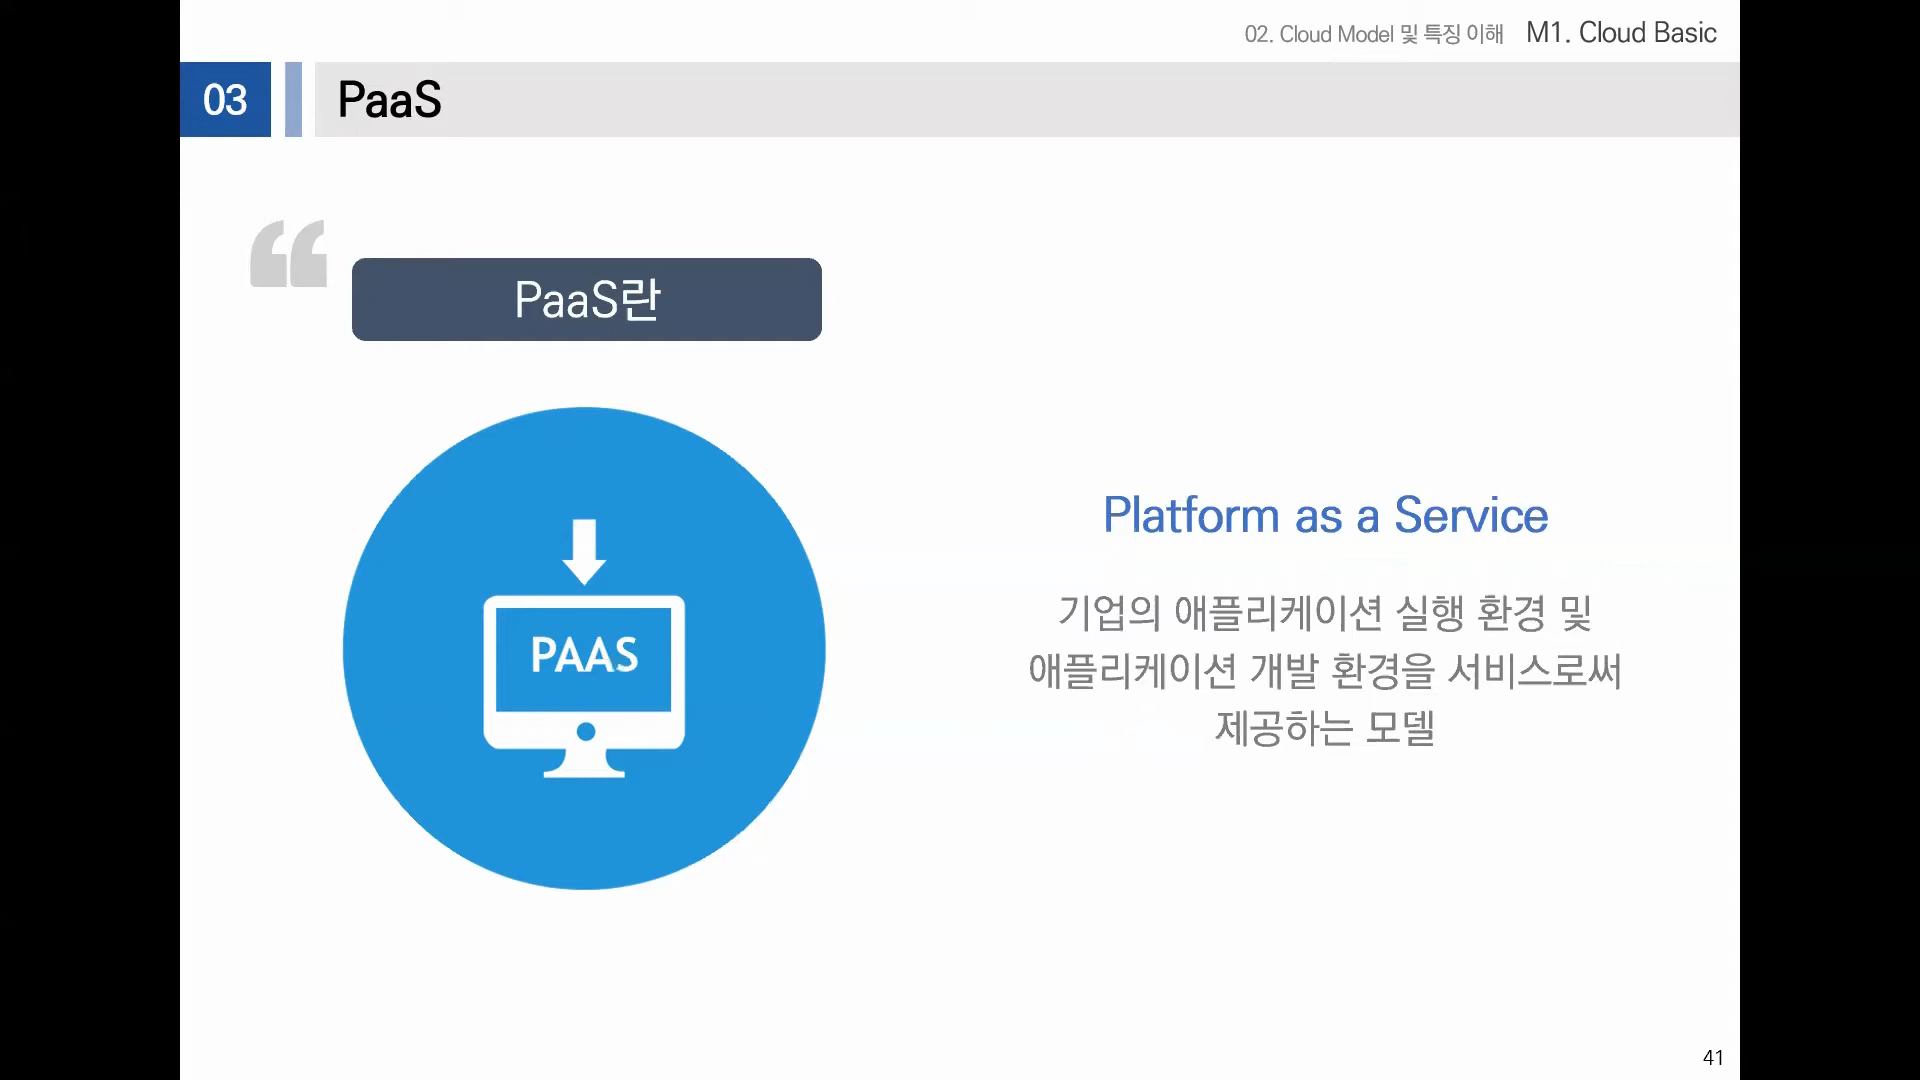 02. Cloud Model 및 특징 이해 M1. Cloud Basic
03 PaaS
PaaS란
PAAS
Platform as a Service
기업의 애플리케이션 실행 환경 및
애플리케이션 개발 환경을 서비스로써
제공하는 모델
41